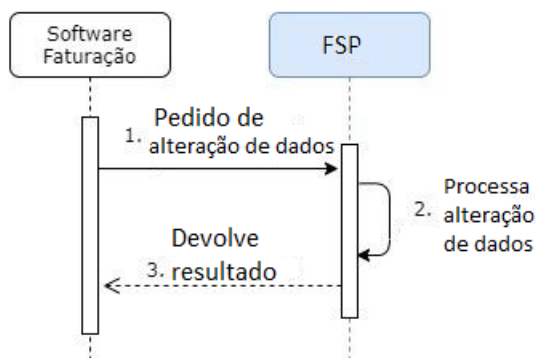 Software
Faturação
FSP
1. Pedido de
alteração de dados
2. Processa
alteração
de dados
Devolve
3. resultado